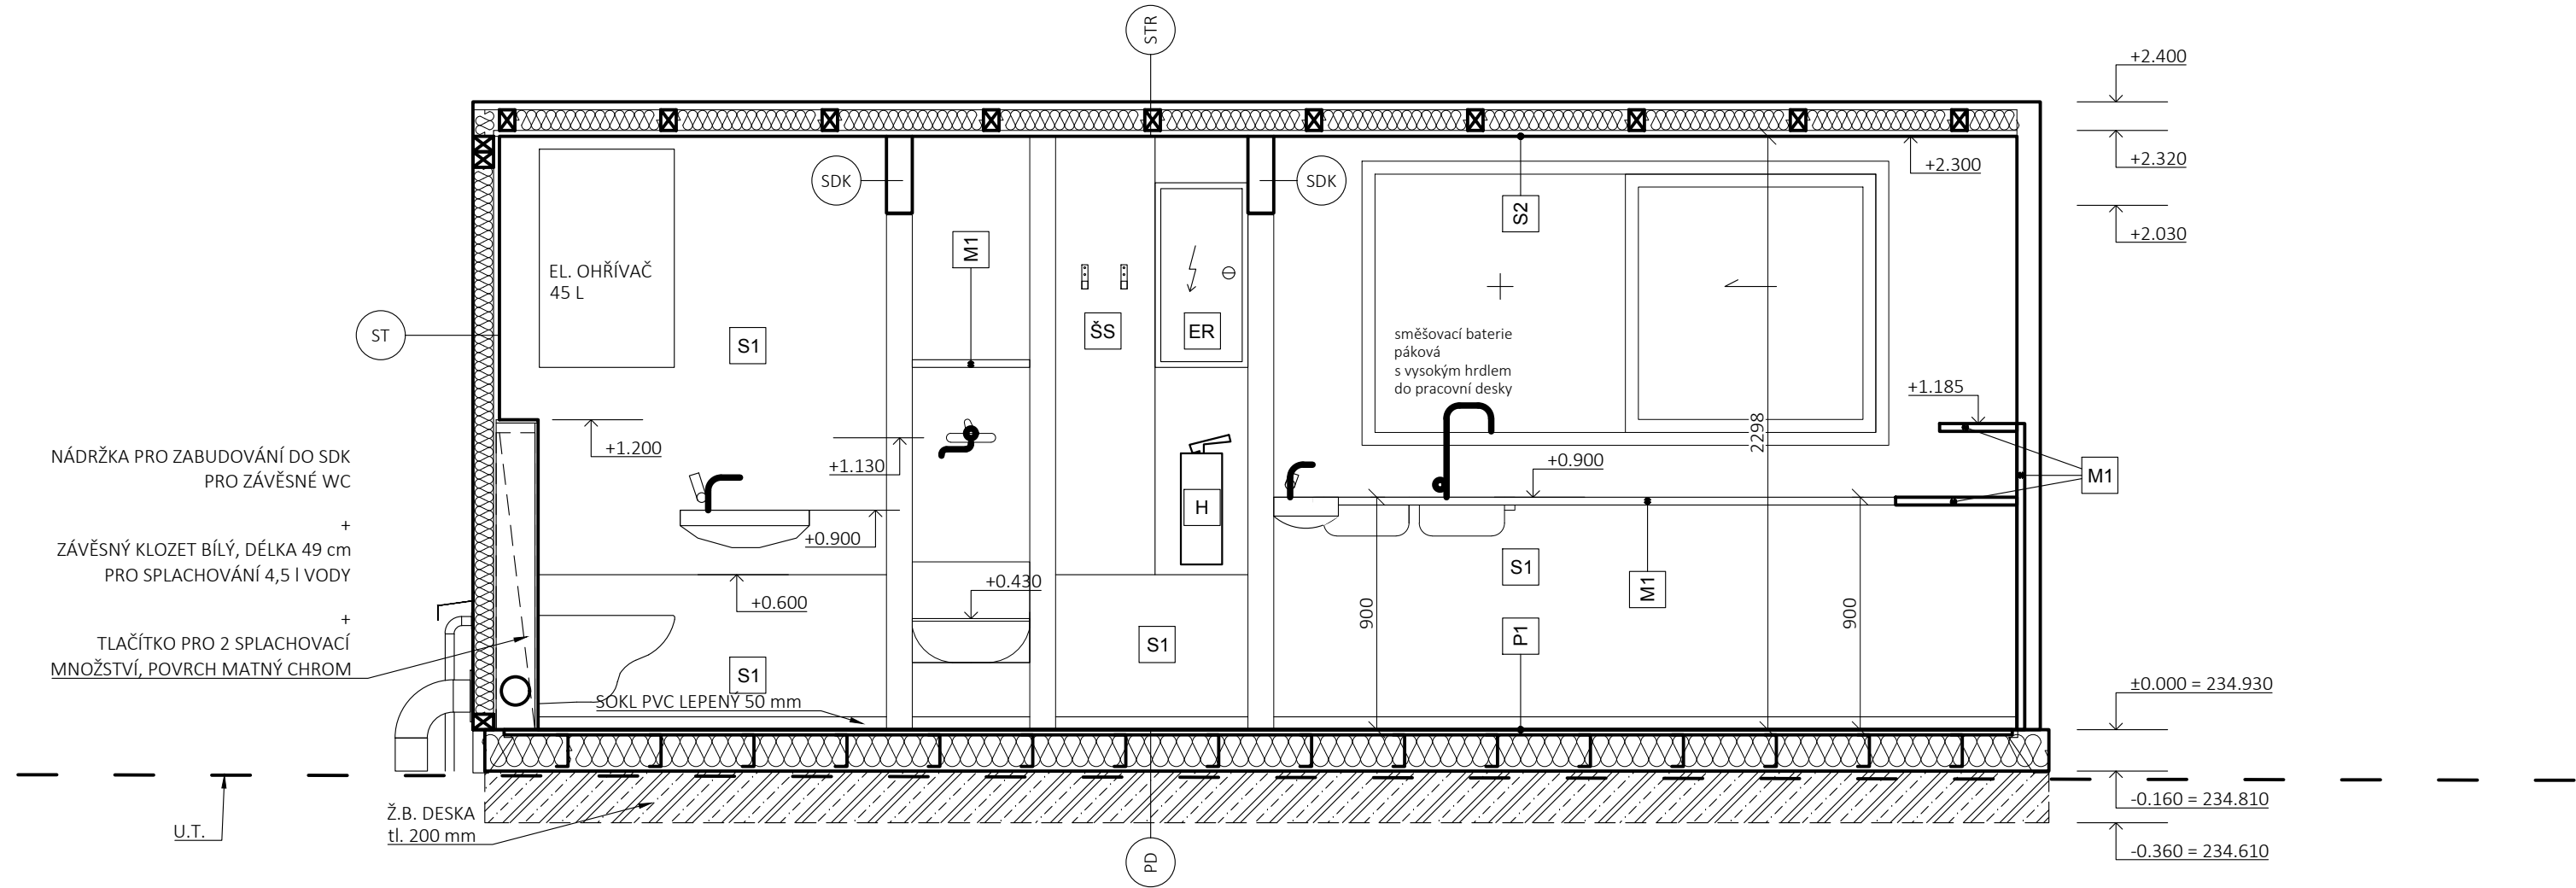 STR
+2.400
+2.320
+2.300
+2.030
SDK
SDK
S2
M1
EL. OHŘÍVAČ
45 L
ST
S1
ŠS
ER
směšovací baterie
páková
s vysokým hrdlem
do pracovní desky
+1.185
2298
+1.200
+1.130
+0.900
M1
NÁDRŽKA PRO ZABUDOVÁNÍ DO SDK
PRO ZÁVĚSNÉ WC
+
ZÁVĚSNÝ KLOZET BÍLÝ, DÉLKA 49 cm
PRO SPLACHOVÁNÍ 4,5 l VODY
+
TLAČÍTKO PRO 2 SPLACHOVACÍ
MNOŽSTVÍ, POVRCH MATNÝ CHROM
H
+0.900
+0.600
+0.430
S1
M1
900
900
P1
S1
S1
SOKL PVC LEPENÝ 50 mm
±0.000 = 234.930
-0.160 = 234.810
-0.360 = 234.610
U.T.
Ž.B. DESKA
tl. 200 mm
PD